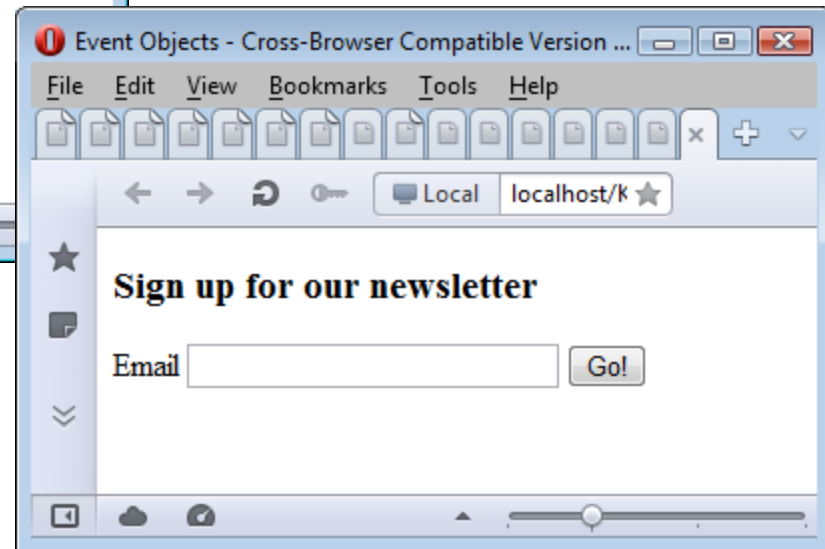 Event Objects - Cross-Browser Compatible Version ...
File Edit View Bookmarks Tools Help
Local localhost/K
Sign up for our newsletter
Email Go!